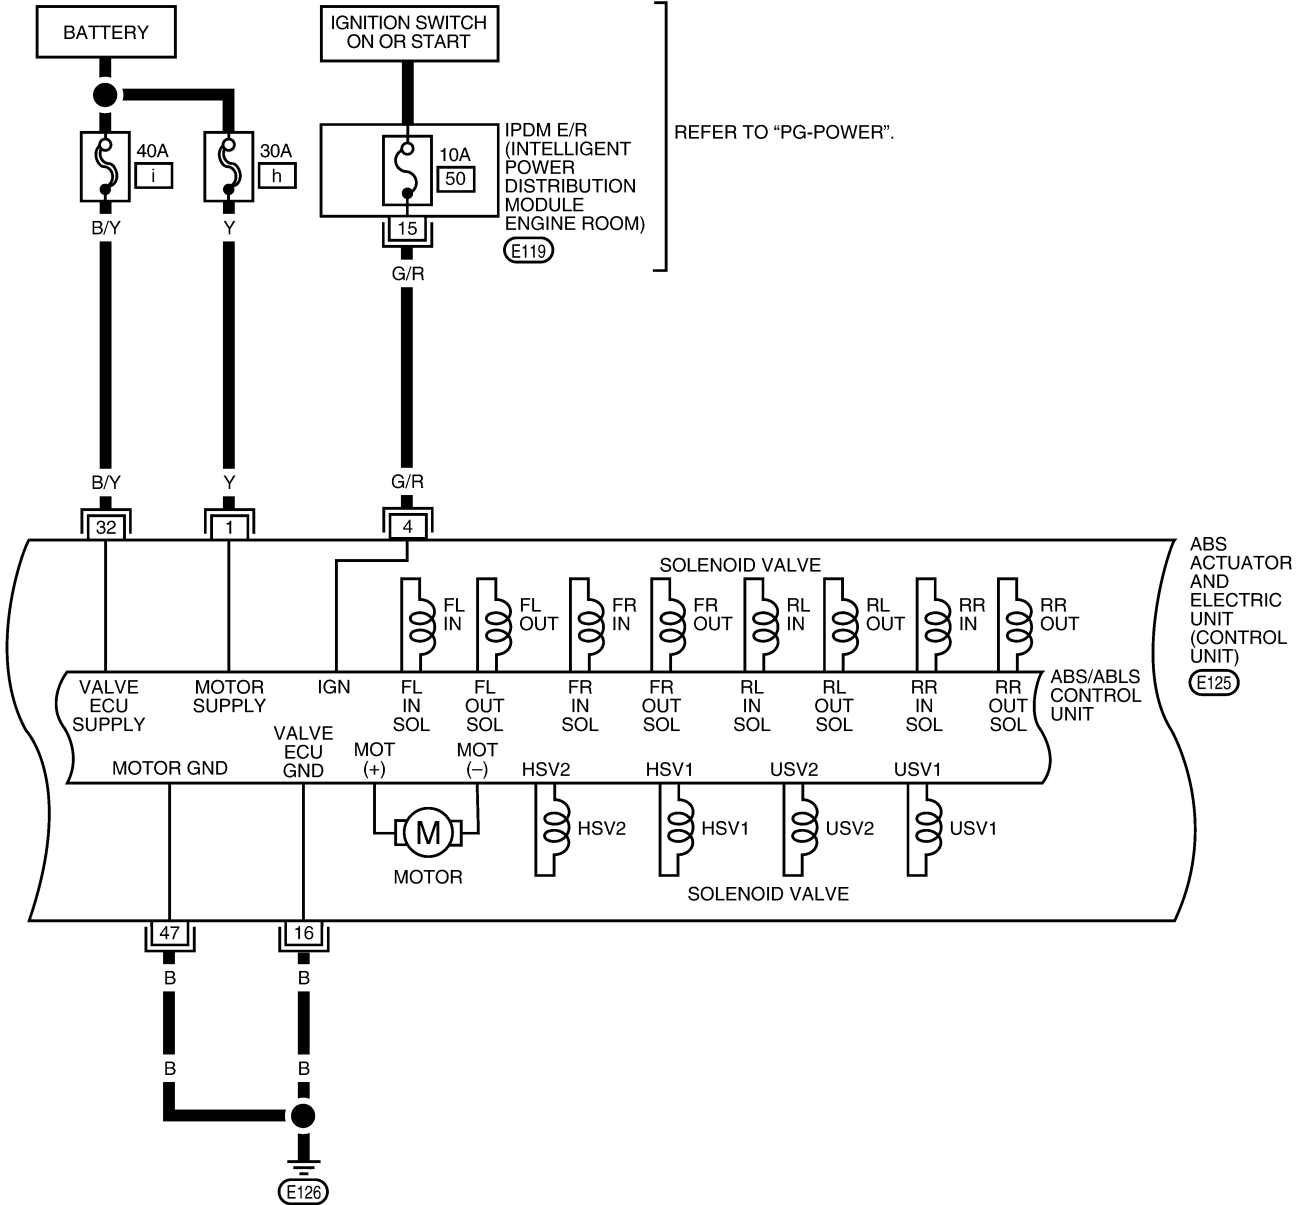 BATTERY
IGNITION SWITCH
ON OR START
REFER TO “PG-POWER”.
40A
i
30A
h
10A
50
IPDM E/R
(INTELLIGENT
POWER
DISTRIBUTION
MODULE
ENGINE ROOM)
E119
15
B/Y
Y
G/R
B/Y
Y
G/R
32
1
4
ABS
ACTUATOR
AND
ELECTRIC
UNIT
(CONTROL
UNIT)
E125
SOLENOID VALVE
FL
IN
FL
OUT
FR
IN
FR
OUT
RL
IN
RL
OUT
RR
IN
RR
OUT
ABS/ABLS
CONTROL
UNIT
VALVE
ECU
SUPPLY
MOTOR
SUPPLY
IGN
FL
IN
SOL
FL
OUT
SOL
FR
IN
SOL
FR
OUT
SOL
RL
IN
SOL
RL
OUT
SOL
RR
IN
SOL
RR
OUT
SOL
MOTOR GND
VALVE
ECU
GND
MOT
(+)
MOT
(–)
HSV2
HSV1
USV2
USV1
M
MOTOR
HSV2
HSV1
USV2
USV1
SOLENOID VALVE
47
16
B
B
B
B
E126